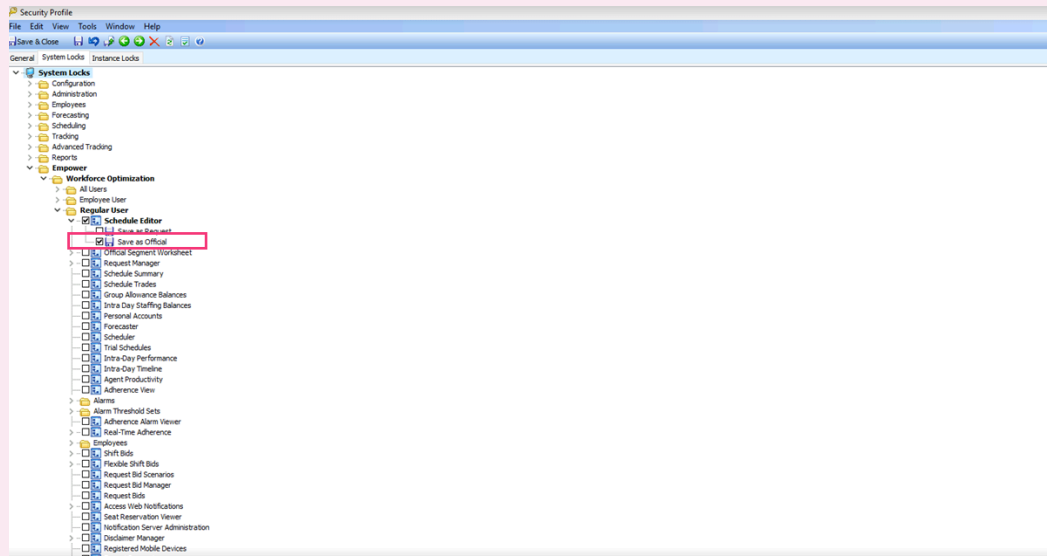 Security Profile
File Edit View Tools Window Help
Save & Close
General System Locks Instance Locks
System Locks
Configuration
Administration
Employees
Forecasting
Scheduling
Tracking
Advanced Tracking
Reports
Empower
Workforce Optimization
All Users
Employee User
Regular User
Schedule Editor
Save as Request
Save as Official
Official Segment Worksheet
Request Manager
Schedule Summary
Schedule Trades
Group Allowance Balances
Intra Day Staffing Balances
Personal Accounts
Forecaster
Scheduler
Trial Schedules
Intra-Day Performance
Intra-Day Timeline
Agent Productivity
Adherence View
Alarms
Alarm Threshold Sets
Adherence Alarm Viewer
Real-Time Adherence
Employees
Shift Bids
Flexible Shift Bids
Request Bid Scenarios
Request Bid Manager
Request Bids
Access Web Notifications
Seat Reservation Viewer
Notification Server Administration
Disclaimer Manager
Registered Mobile Devices